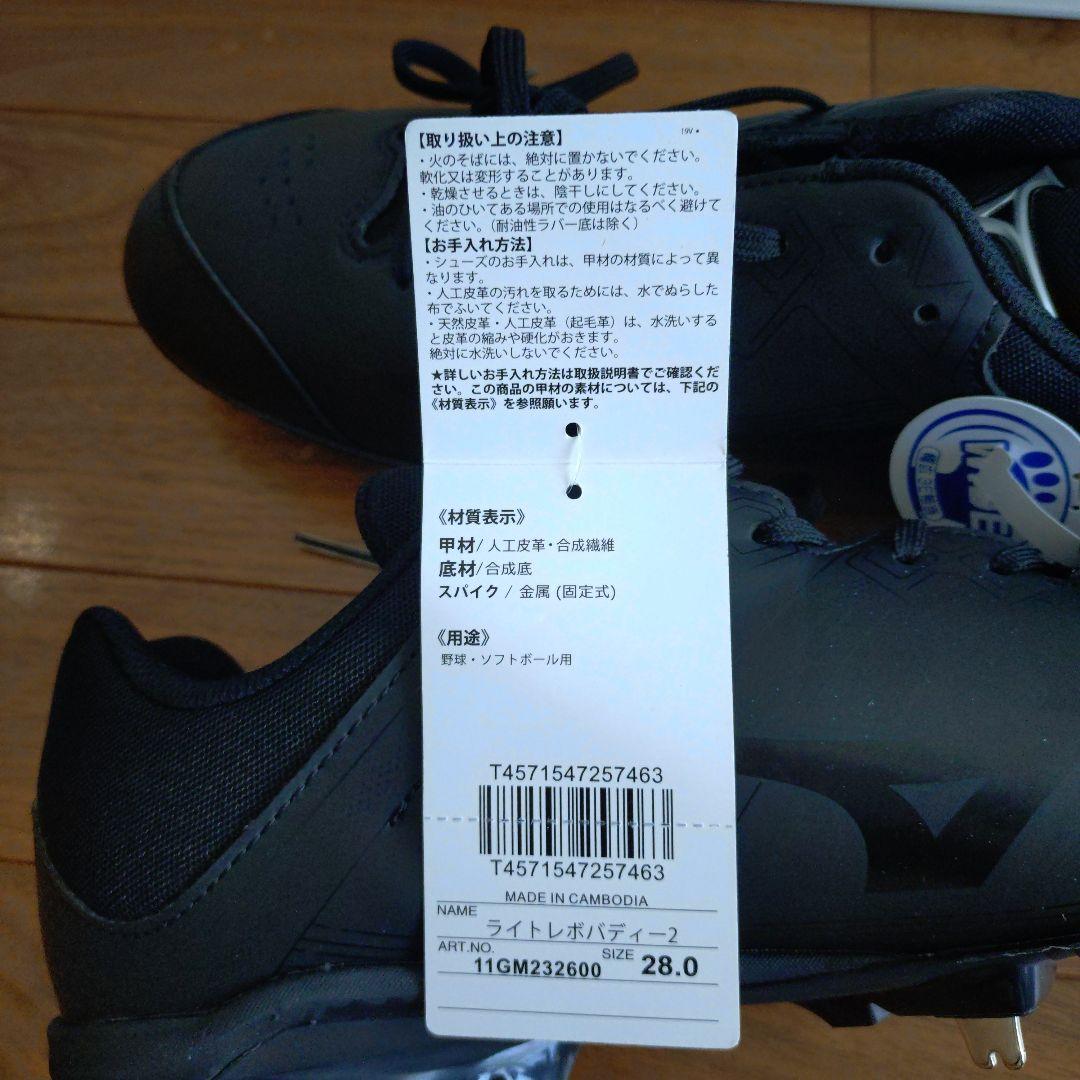 【取り扱い上の注意】
19V
・火のそばには、絶対に置かないでください。
軟化又は変形することがあります。
・乾燥させるときは、陰干しにしてください。
・油のひいてある場所での使用はなるべく避けて
ください。（耐油性ラバー底は除く）
【お手入れ方法】
・シューズのお手入れは、甲材の材質によって異
なります。
・人工皮革の汚れを取るためには、水でぬらした
布でふいてください。
・天然皮革・人工皮革（起毛革）は、水洗いする
と皮革の縮みや硬化がおきます。
絶対に水洗いしないでください。
★詳しいお手入れ方法は取扱説明書でご確認くだ
さい。この商品の甲材の素材については、下記の
《材質表示》を参照願います。
《材質表示》
甲材/ 人工皮革・合成繊維
底材/合成底
スパイク / 金属 (固定式)
《用途》
野球・ソフトボール用
T4571547257463
T4571547257463
MADE IN CAMBODIA
NAME ライトレボバディー2
ART.NO. 11GM232600 SIZE 28.0